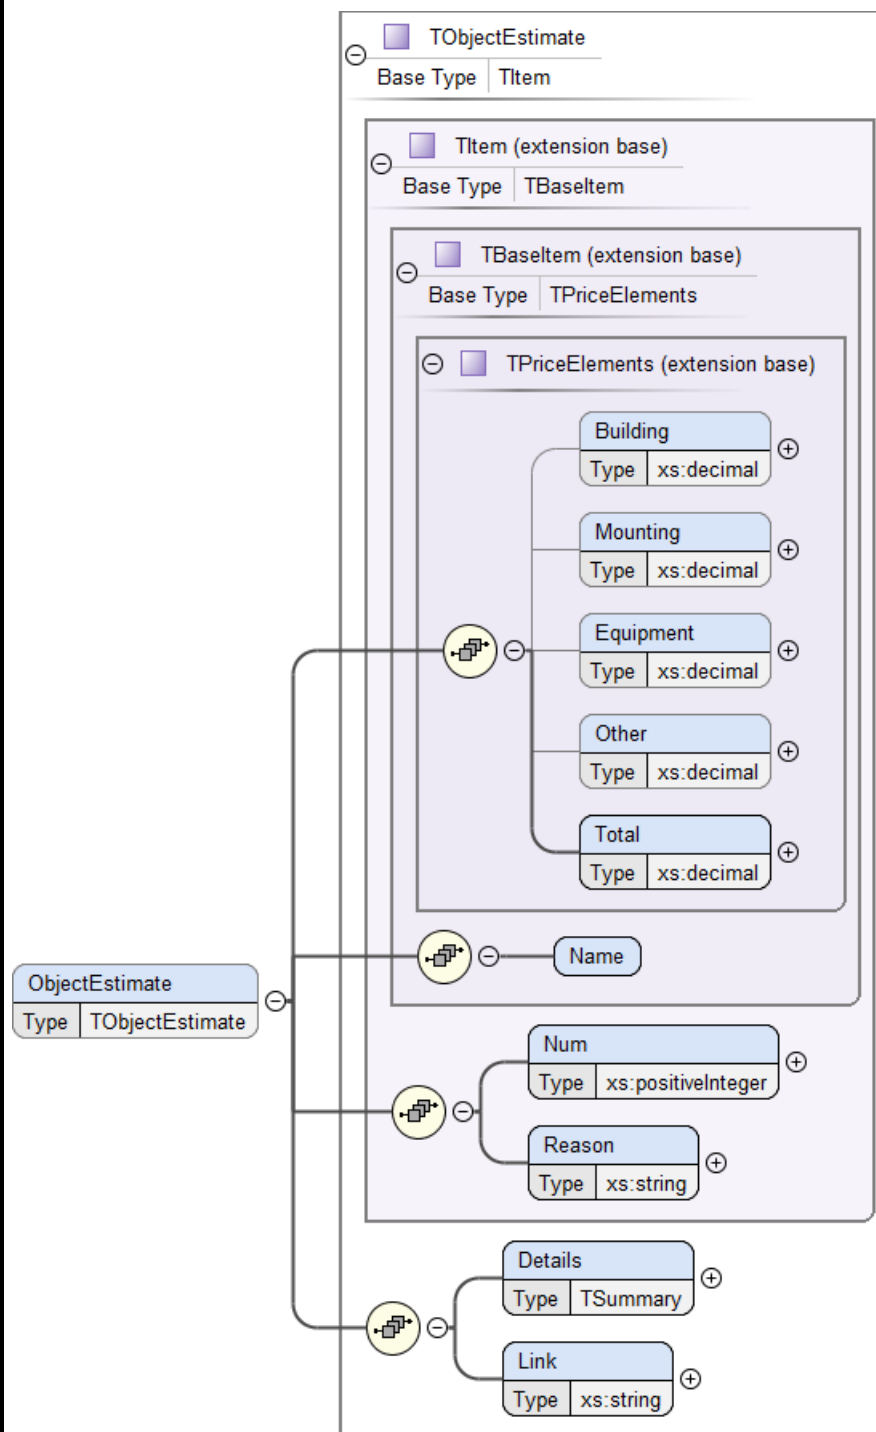 TObjectEstimate
Base Type TItem
TItem (extension base)
Base Type TBaseItem
TBaseItem (extension base)
Base Type TPriceElements
TPriceElements (extension base)
Building
Type xs:decimal
Mounting
Type xs:decimal
Equipment
Type xs:decimal
Other
Type xs:decimal
Total
Type xs:decimal
Name
ObjectEstimate
Type TObjectEstimate
Num
Type xs:positiveInteger
Reason
Type xs:string
Details
Type TSummary
Link
Type xs:string